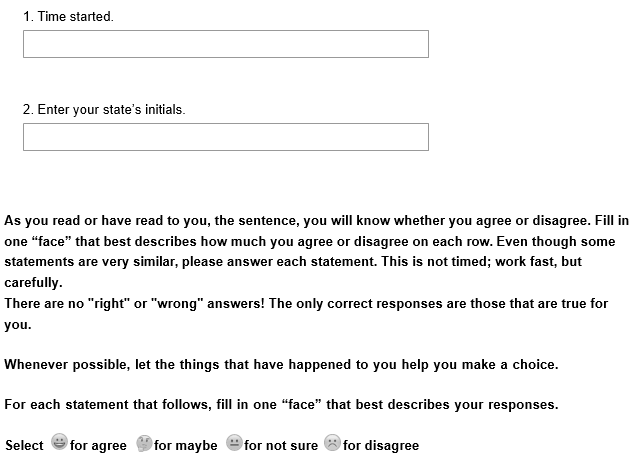 1. Time started.
2. Enter your state’s initials.
As you read or have read to you, the sentence, you will know whether you agree or disagree. Fill in
one “face” that best describes how much you agree or disagree on each row. Even though some
statements are very similar, please answer each statement. This is not timed; work fast, but
carefully.
There are no "right" or "wrong" answers! The only correct responses are those that are true for
you.
Whenever possible, let the things that have happened to you help you make a choice.
For each statement that follows, fill in one “face” that best describes your responses.
Select for agree for maybe for not sure for disagree